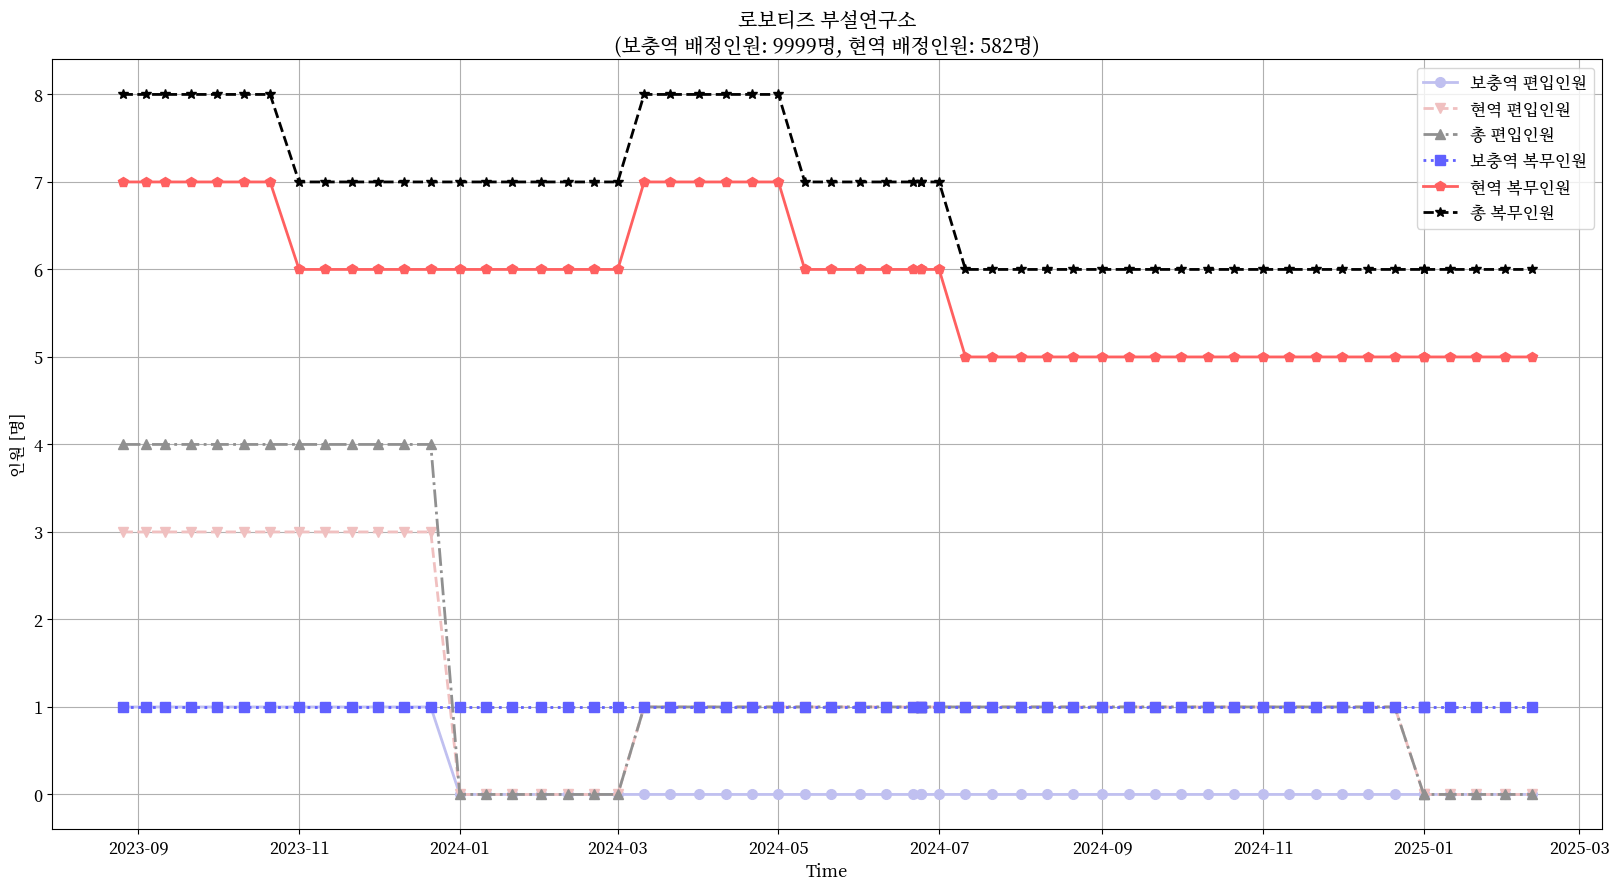 로보티즈 부설연구소
(보충역 배정인원: 9999명, 현역 배정인원: 582명)
보충역 편입인원
현역 편입인원
총 편입인원
보충역 복무인원
현역 복무인원
총 복무인원
인원 [명]
8
7
6
5
4
3
2
1
0
2023-09
2023-11
2024-01
2024-03
2024-05
2024-07
2024-09
2024-11
2025-01
2025-03
Time